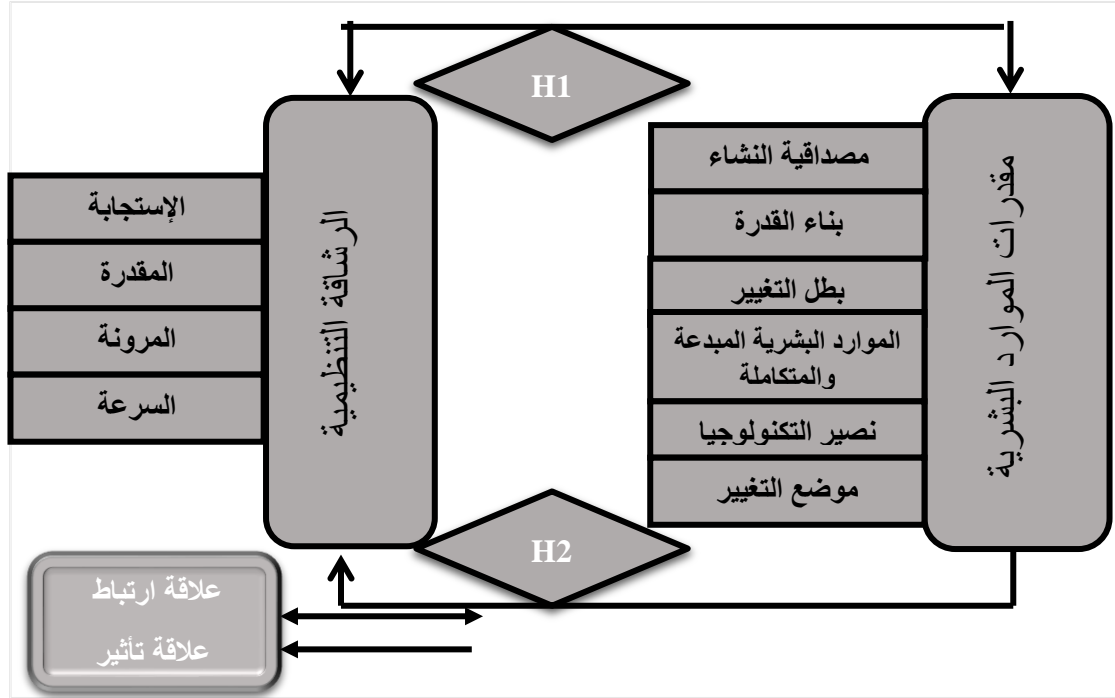 H1
مقدرات الموارد البشرية
مصداقية النشاء
بناء القدرة
بطل التغيير
الموارد البشرية المبدعة
والمتكاملة
نصير التكنولوجيا
موضع التغيير
الرشاقة التنظيمية
الإستجابة
المقدرة
المرونة
السرعة
H2
علاقة ارتباط
علاقة تأثير